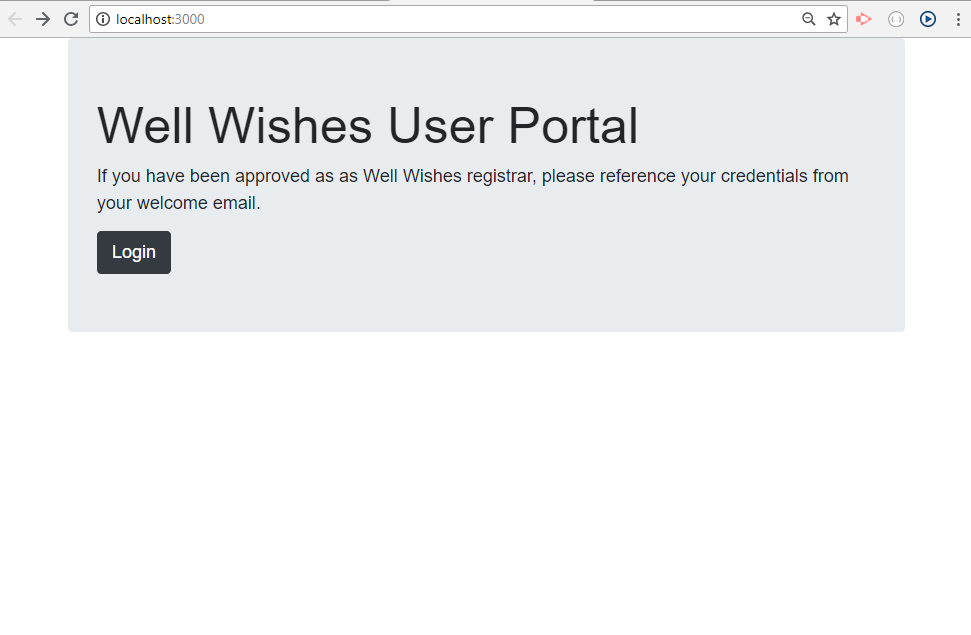 localhost:3000
Well Wishes User Portal
If you have been approved as as Well Wishes registrar, please reference your credentials from
your welcome email.
Login